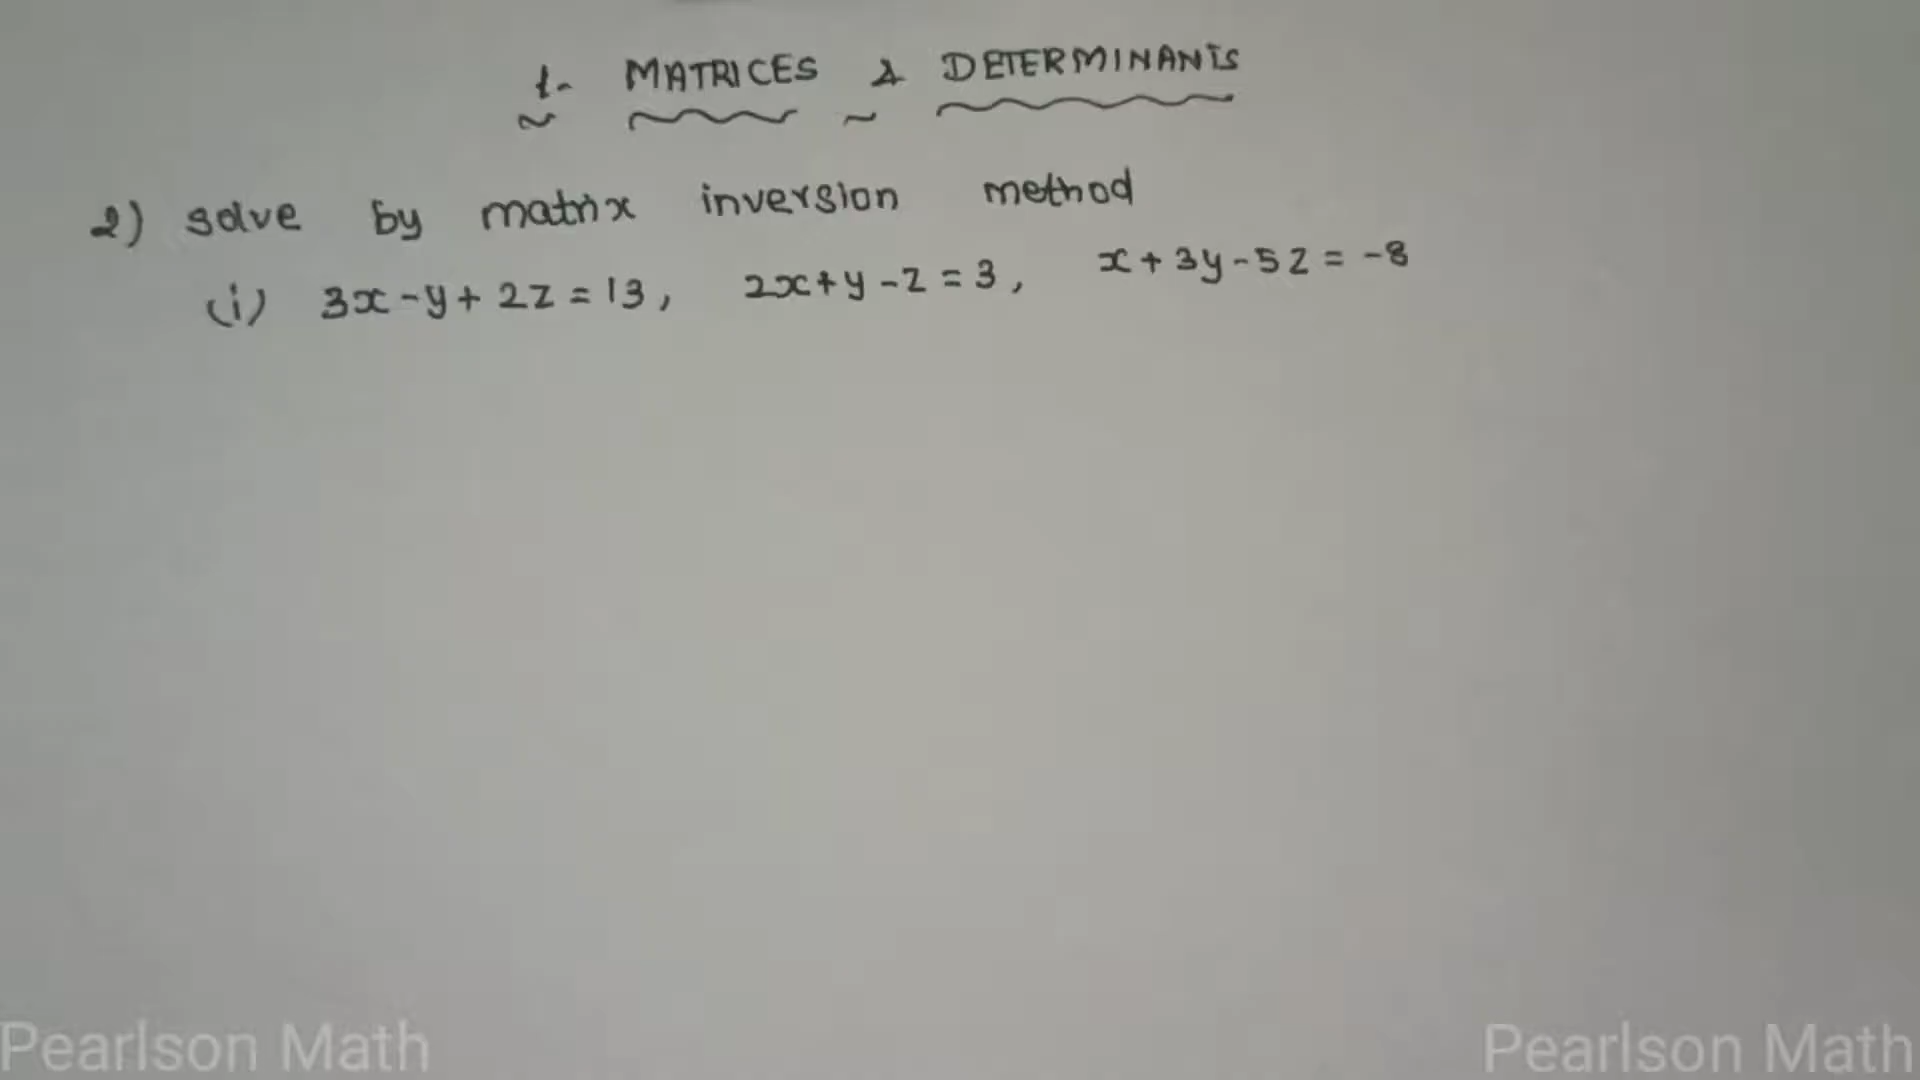 1. MATRICES & DETERMINANTS
2) solve by matrix inversion method
(i) 3x - y + 2z = 13, 2x + y - z = 3, x + 3y - 5z = -8
Pearlson Math Pearlson Math